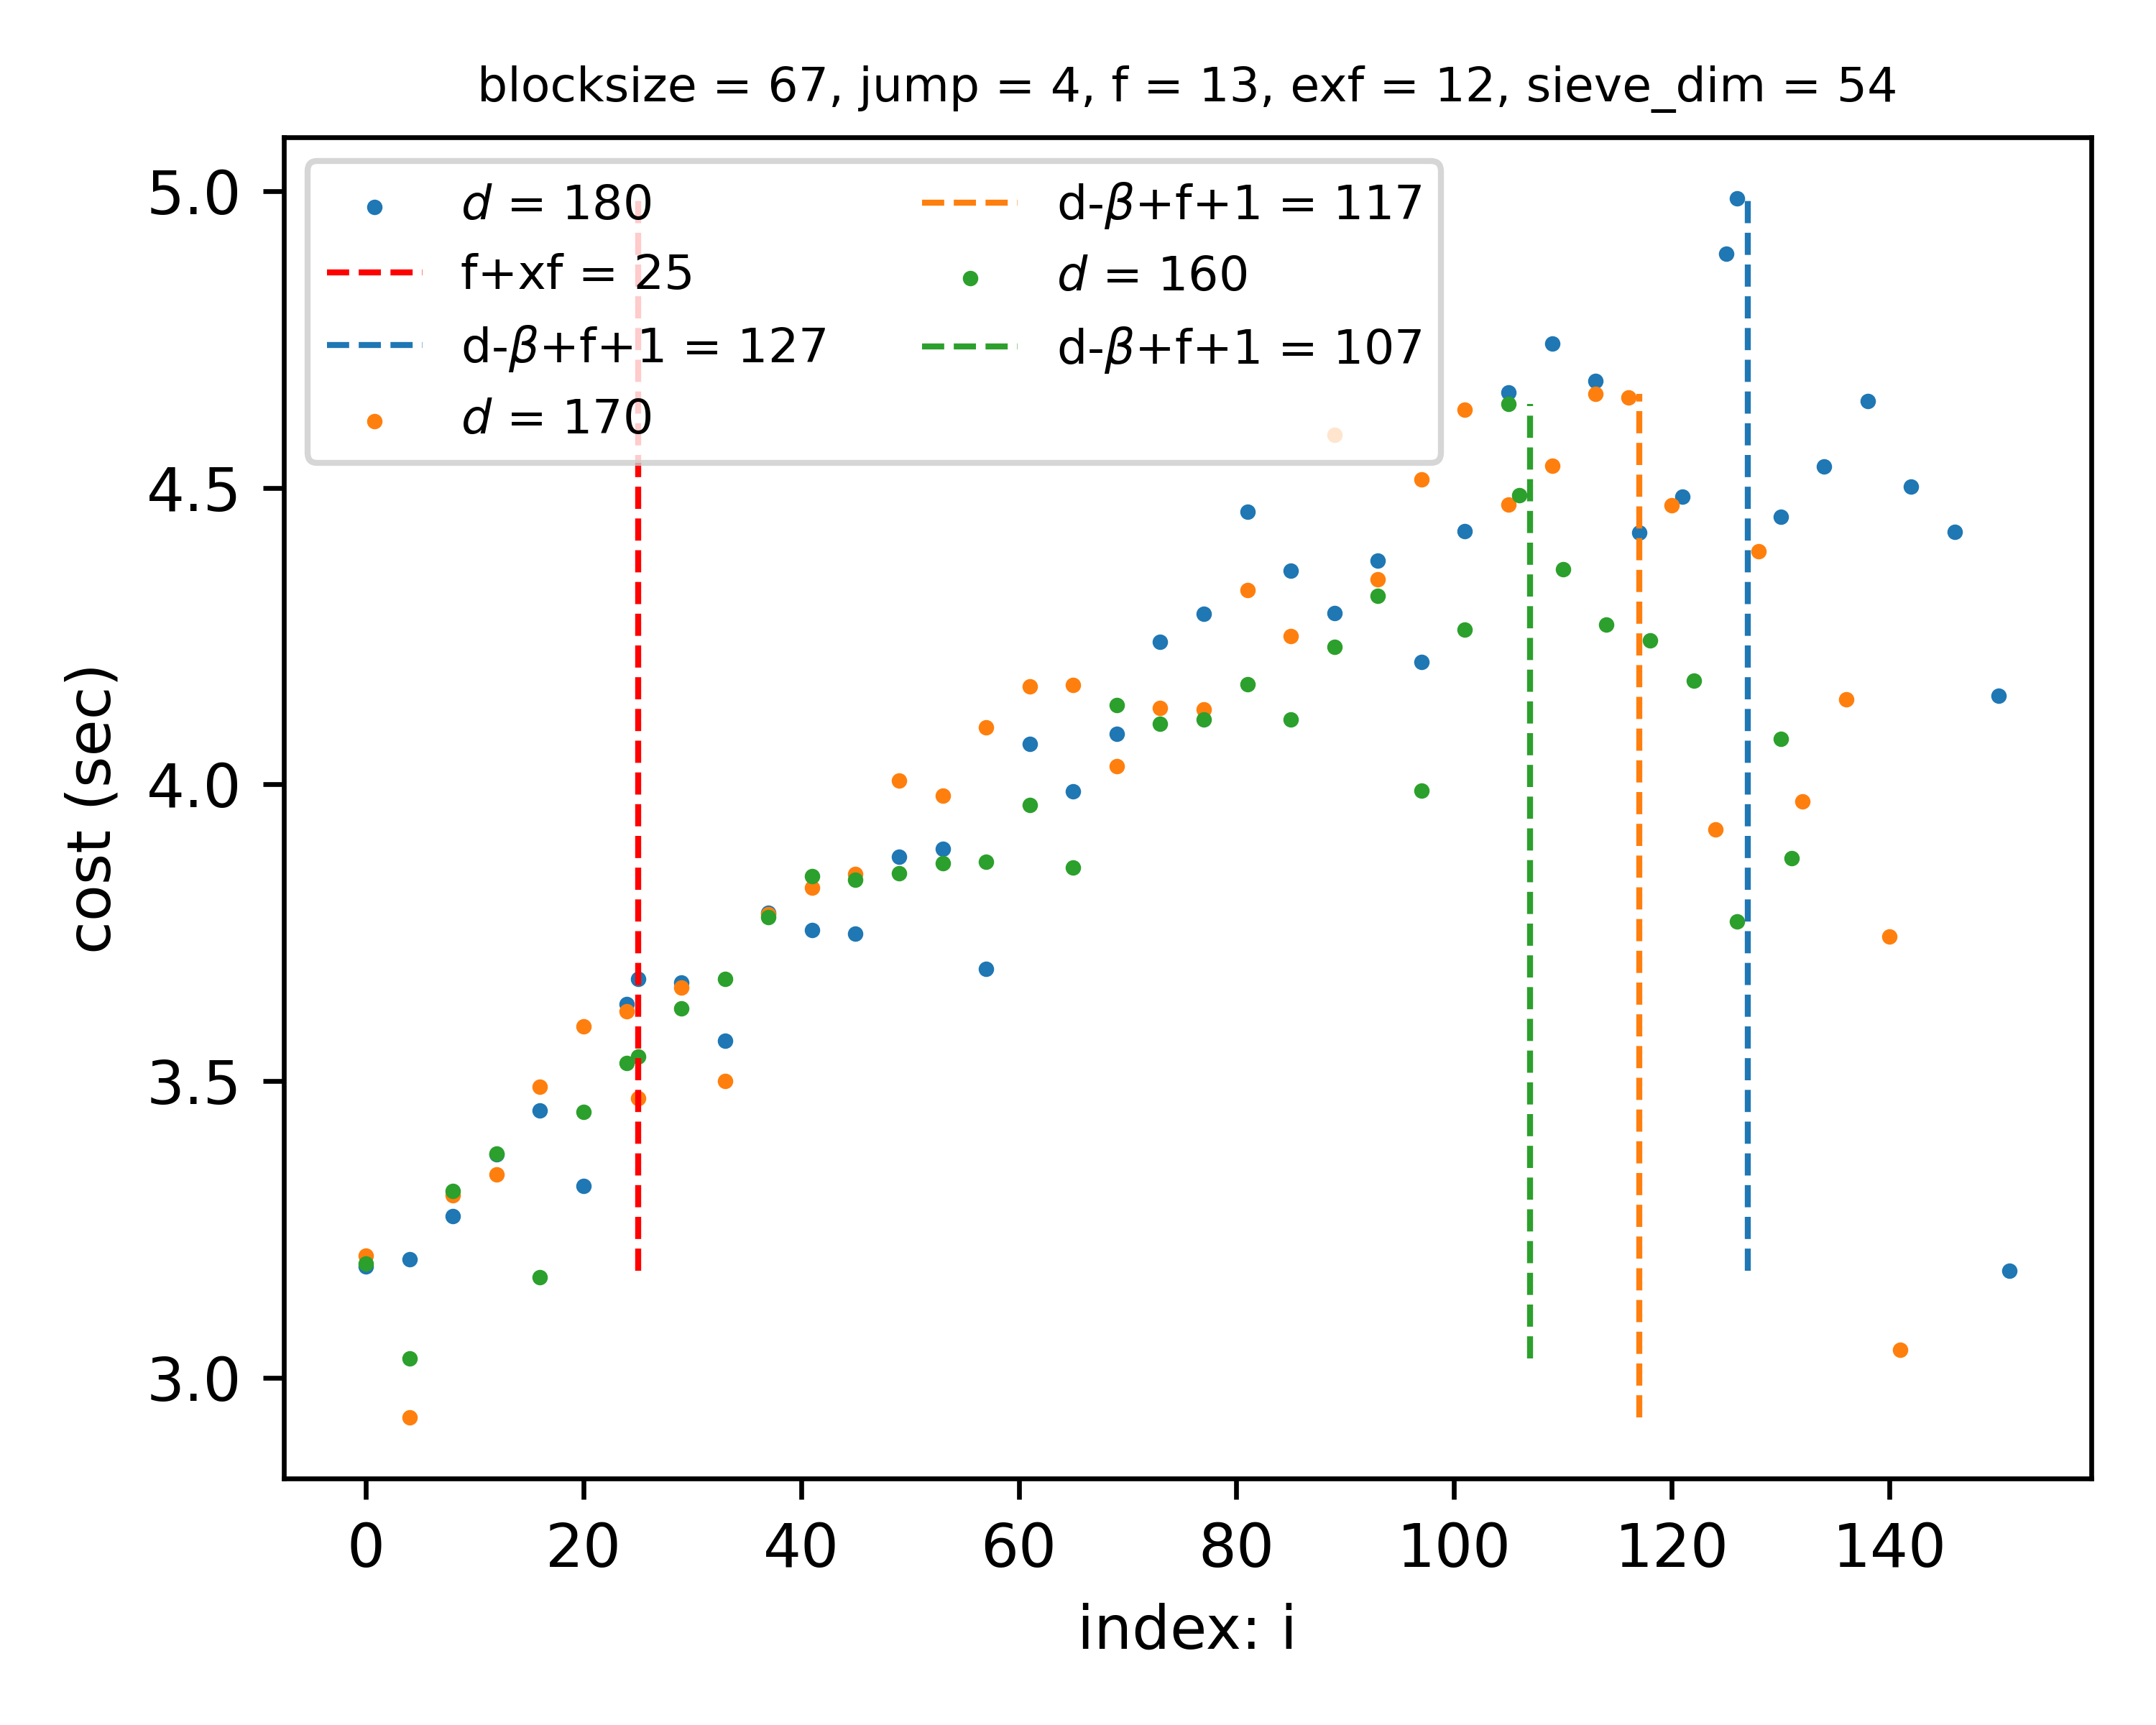 blocksize = 67, jump = 4, f = 13, exf = 12, sieve_dim = 54
d = 180
f+xf = 25
d-β+f+1 = 127
d = 170
d-β+f+1 = 117
d = 160
d-β+f+1 = 107
5.0
4.5
4.0
3.5
3.0
cost (sec)
0 20 40 60 80 100 120 140
index: i